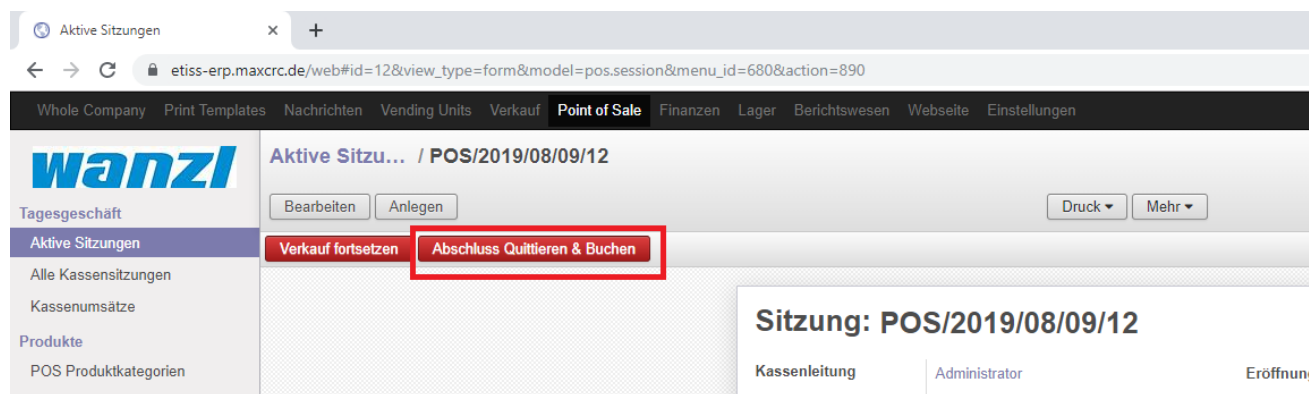 Aktive Sitzungen
etiss-erp.maxcrc.de/web#id=12&view_type=form&model=pos.session&menu_id=680&action=890
Whole Company Print Templates Nachrichten Vending Units Verkauf Point of Sale Finanzen Lager Berichtswesen Webseite Einstellungen
wanzl
Aktive Sitzu... / POS/2019/08/09/12
Bearbeiten Anlegen Druck Mehr
Tagesgeschäft
Aktive Sitzungen
Verkauf fortsetzen Abschluss Quittieren & Buchen
Alle Kassensitzungen
Kassenumsätze
Sitzung: POS/2019/08/09/12
Produkte
POS Produktkategorien
Kassenleitung Administrator